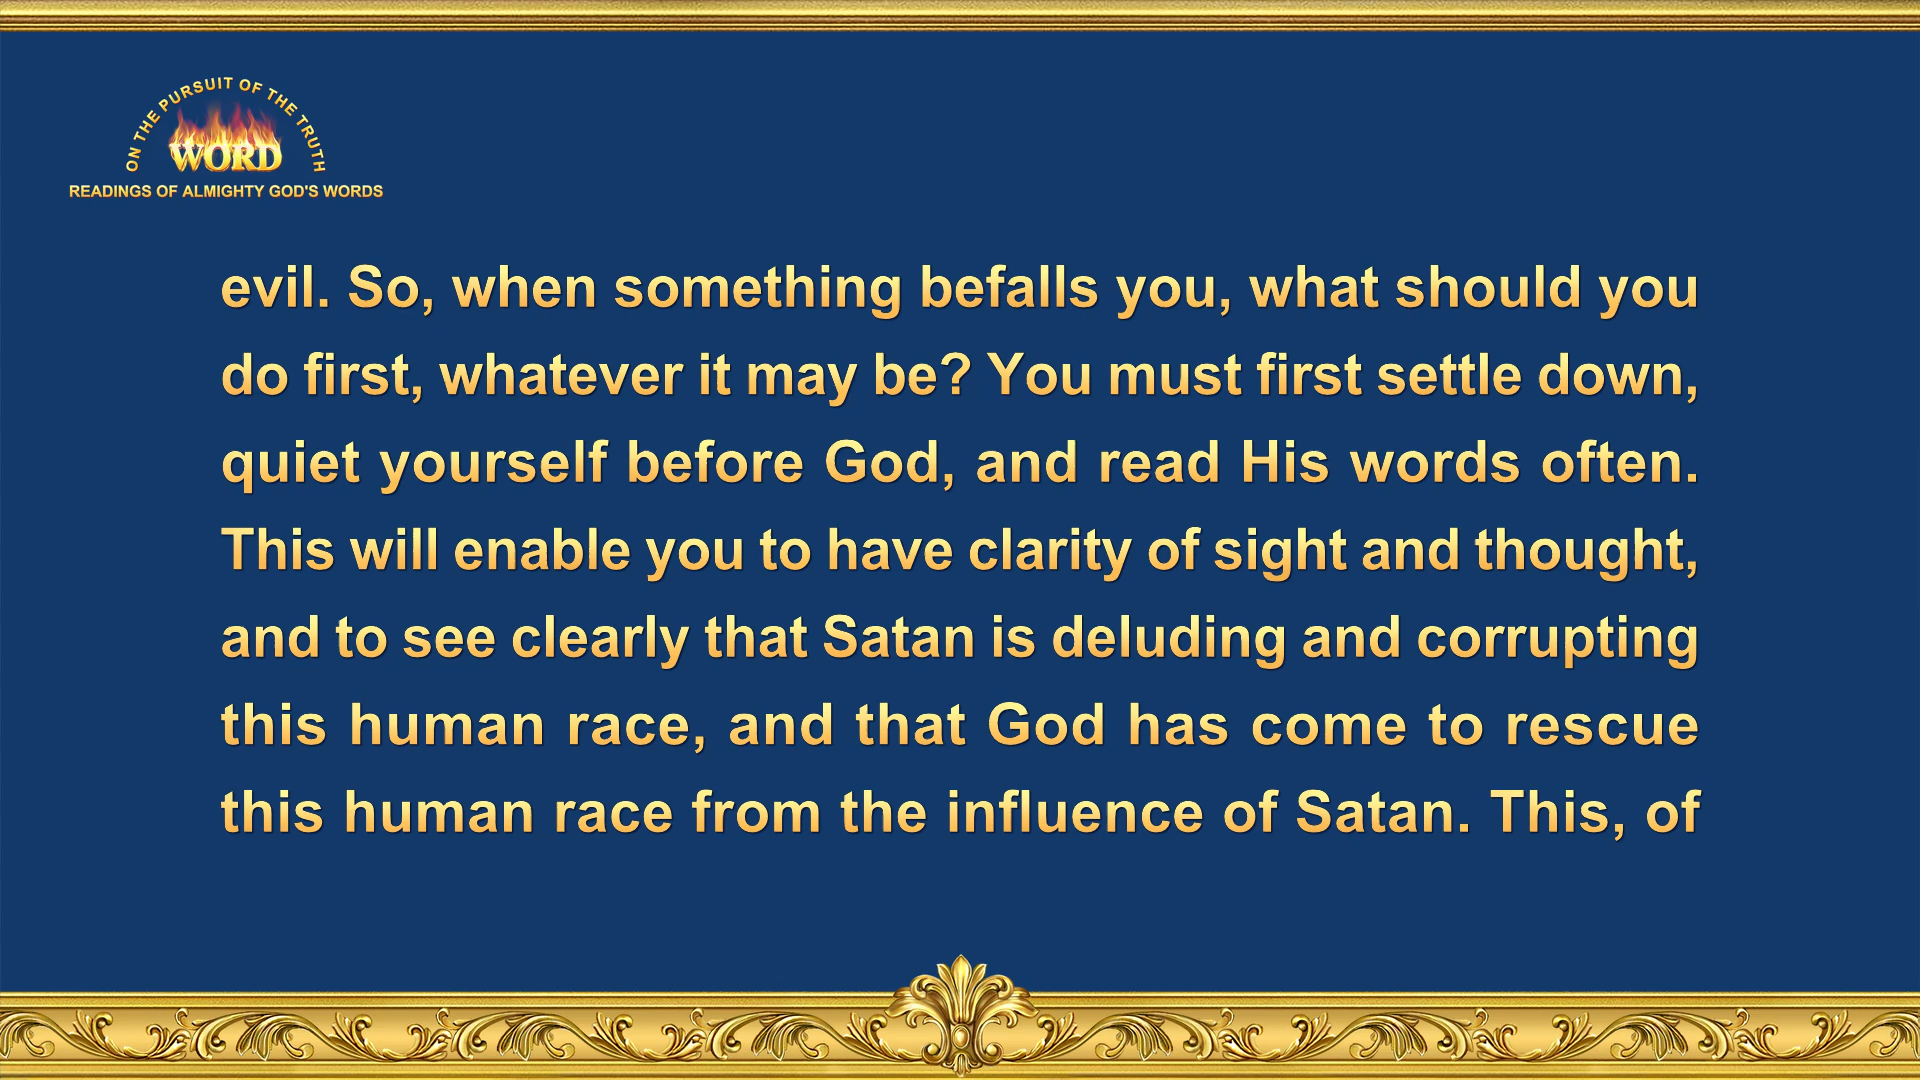 ON THE PURSUIT OF THE TRUTH
WORD
READINGS OF ALMIGHTY GOD'S WORDS
evil. So, when something befalls you, what should you
do first, whatever it may be? You must first settle down,
quiet yourself before God, and read His words often.
This will enable you to have clarity of sight and thought,
and to see clearly that Satan is deluding and corrupting
this human race, and that God has come to rescue
this human race from the influence of Satan. This, of